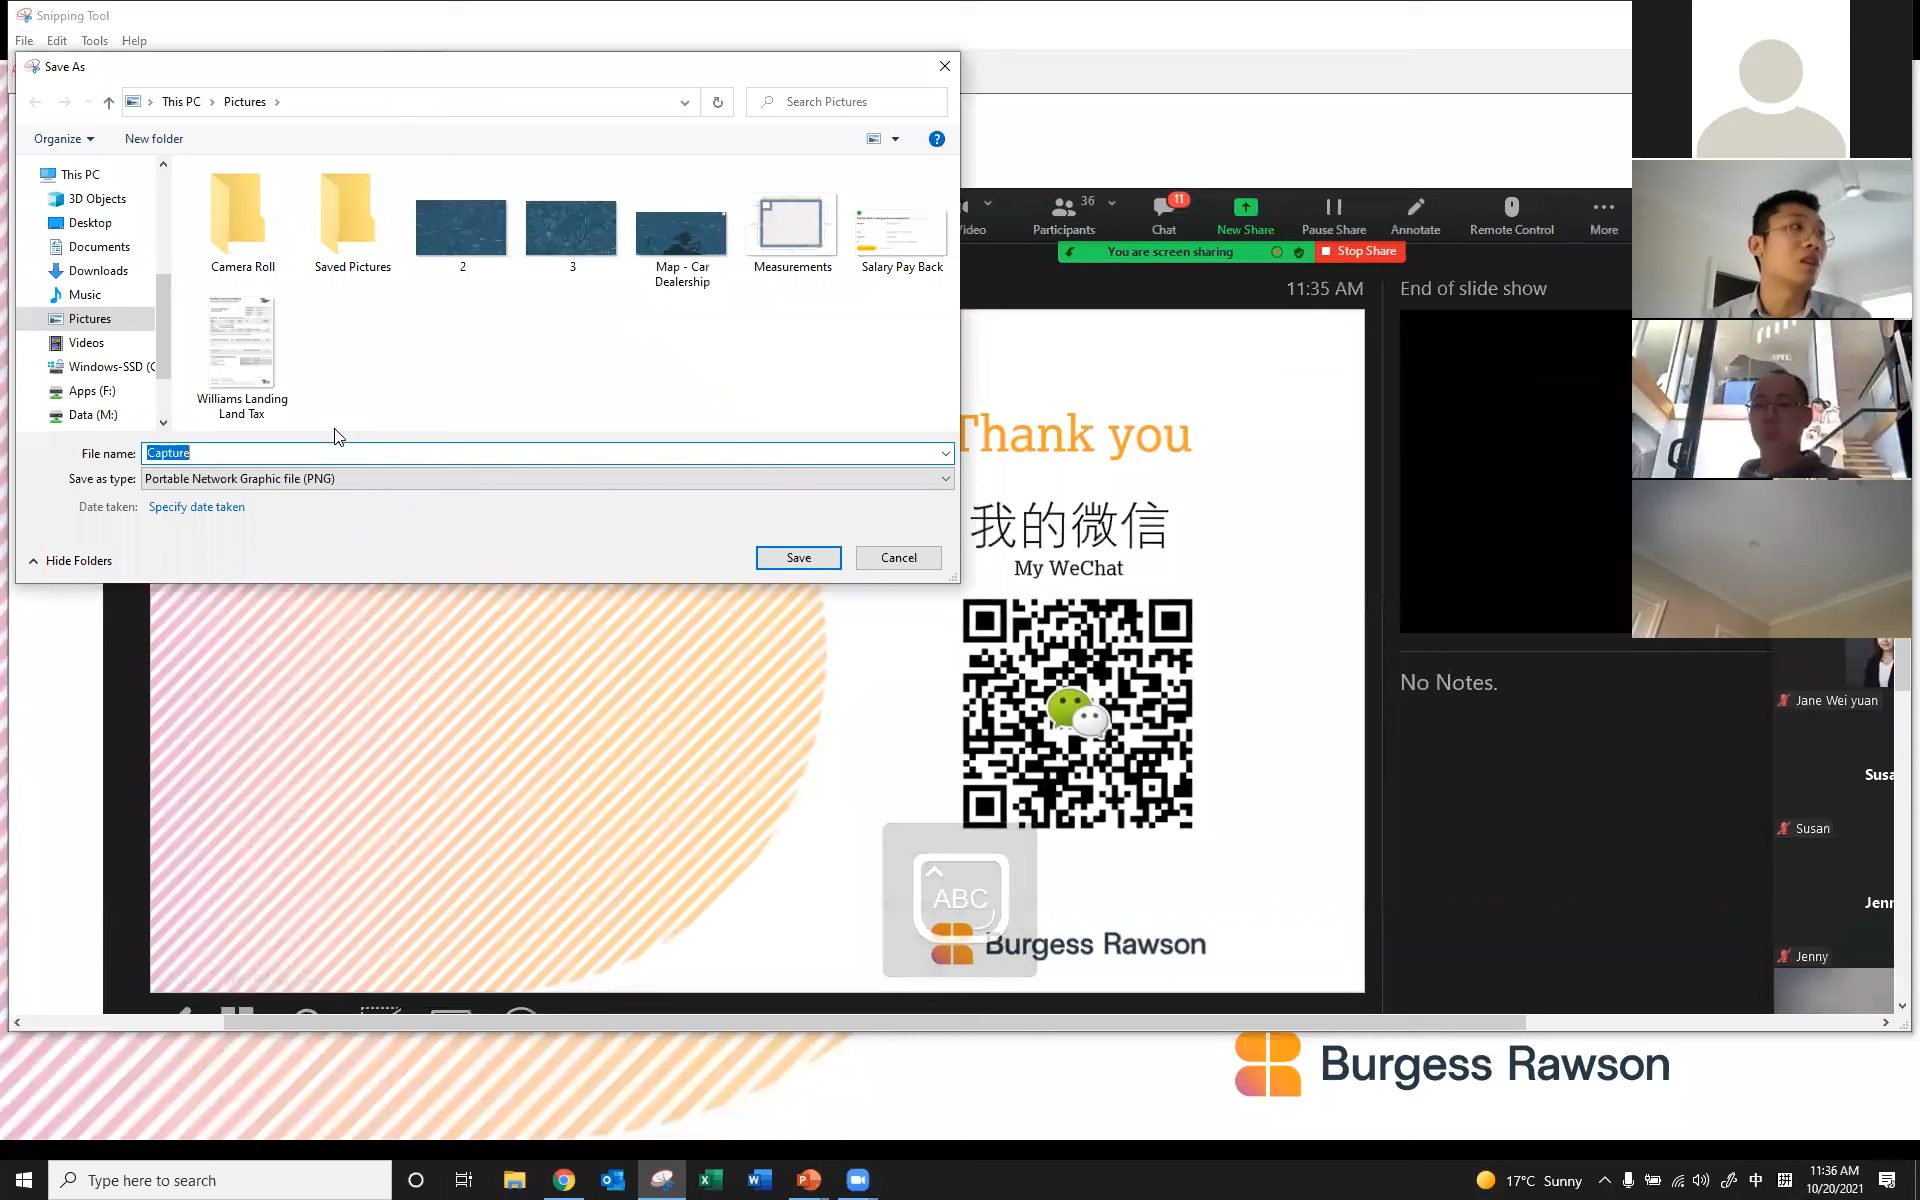 Snipping Tool
File Edit Tools Help
Save As
This PC
Pictures
Search Pictures
Organize
New folder
This PC
3D Objects
Desktop
Documents
Downloads
Music
Pictures
Videos
Windows-SSD (C
Apps (F:)
Data (M:)
Camera Roll
Saved Pictures
2
3
Map - Car
Dealership
Measurements
Salary Pay Back
Williams Landing
Land Tax
File name: Capture
Save as type: Portable Network Graphic file (PNG)
Date taken: Specify date taken
Hide Folders
Save
Cancel
ideo
36
Participants
11
Chat
New Share
Pause Share
Annotate
Remote Control
More
You are screen sharing
Stop Share
11:35 AM
End of slide show
Thank you
我的微信
My WeChat
ABC
Burgess Rawson
No Notes.
Jane Wei yuan
Susa
Susan
Jenn
Jenny
Burgess Rawson
Type here to search
17°C Sunny
中
拼
11:36 AM
10/20/2021